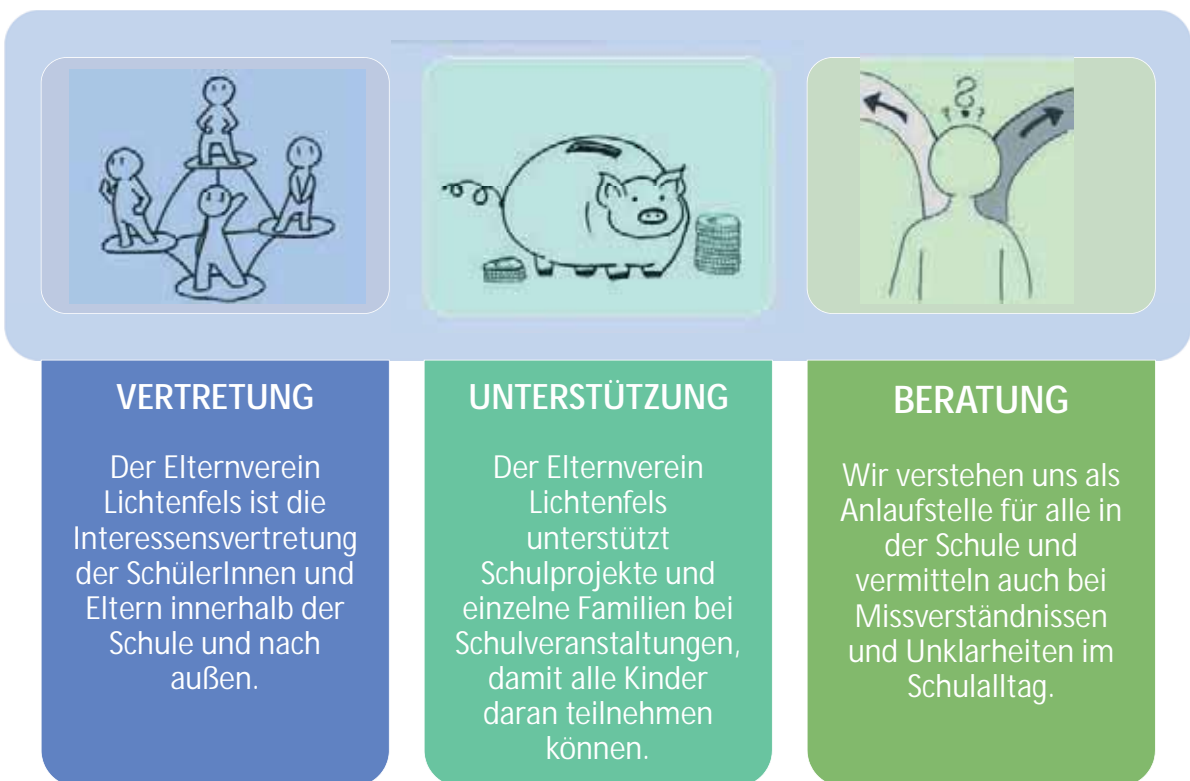 VERTRETUNG
Der Elternverein
Lichtenfels ist die
Interessensvertretung
der SchülerInnen und
Eltern innerhalb der
Schule und nach
außen.
UNTERSTÜTZUNG
Der Elternverein
Lichtenfels
unterstützt
Schulprojekte und
einzelne Familien bei
Schulveranstaltungen,
damit alle Kinder
daran teilnehmen
können.
BERATUNG
Wir verstehen uns als
Anlaufstelle für alle in
der Schule und
vermitteln auch bei
Missverständnissen
und Unklarheiten im
Schulalltag.